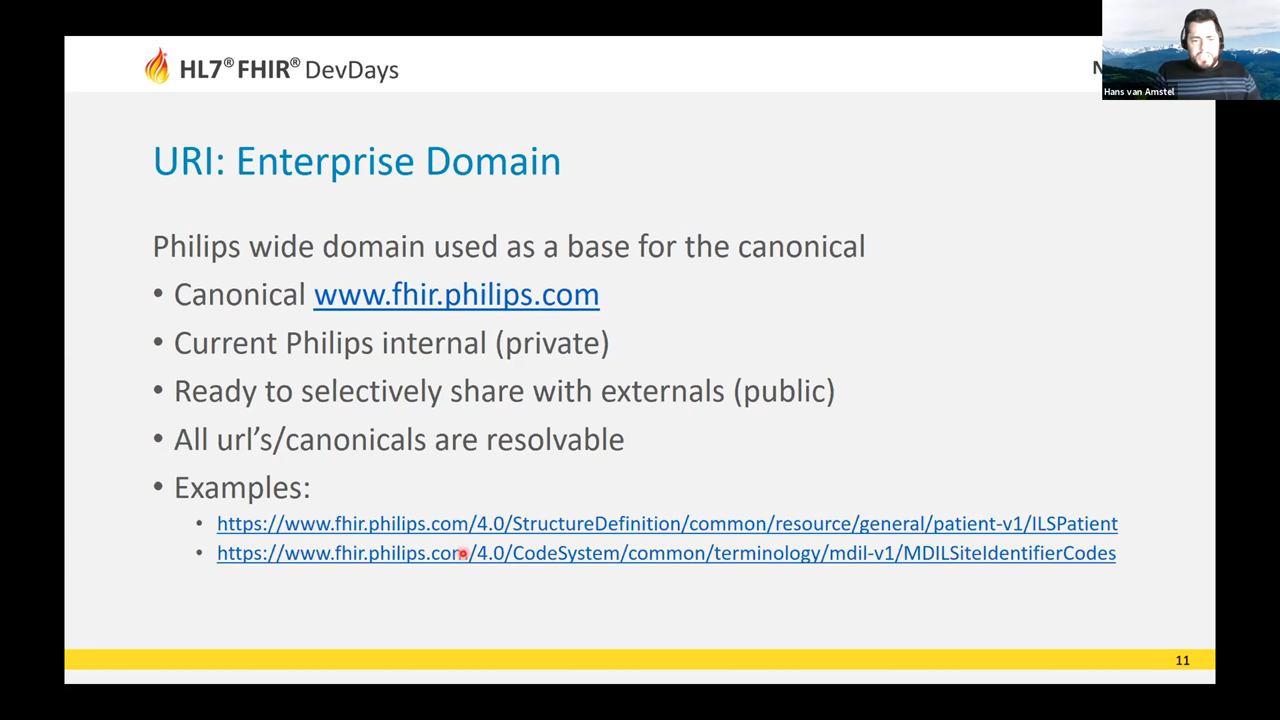 HL7® FHIR® DevDays
Hans van Amstel
URI: Enterprise Domain
Philips wide domain used as a base for the canonical
• Canonical www.fhir.philips.com
• Current Philips internal (private)
• Ready to selectively share with externals (public)
• All url's/canonicals are resolvable
• Examples:
• https://www.fhir.philips.com/4.0/StructureDefinition/common/resource/general/patient-v1/ILSPatient
• https://www.fhir.philips.com/4.0/CodeSystem/common/terminology/mdil-v1/MDILSiteIdentifierCodes
11